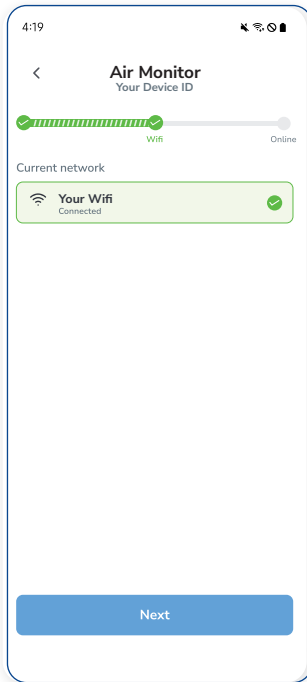 4:19
Air Monitor
Your Device ID
Wifi
Online
Current network
Your Wifi
Connected
Next